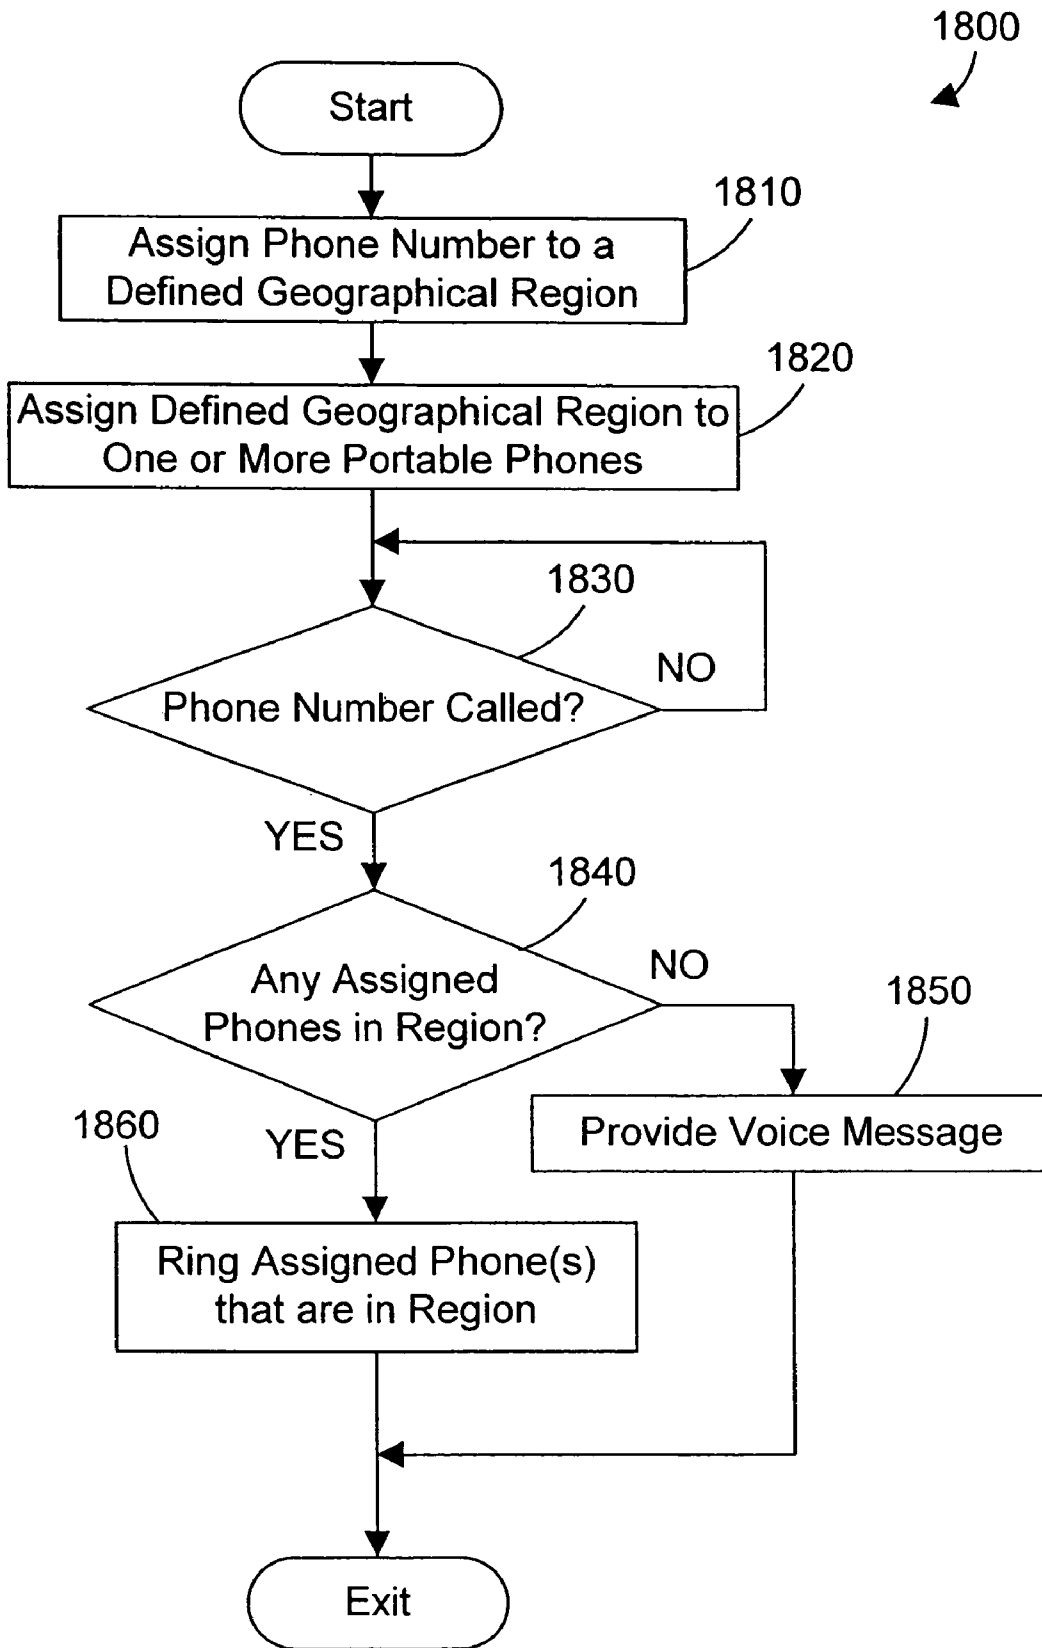 1800
Start
1810
Assign Phone Number to a
Defined Geographical Region
1820
Assign Defined Geographical Region to
One or More Portable Phones
1830
NO
Phone Number Called?
YES
1840
NO
Any Assigned
Phones in Region?
1850
1860
YES
Provide Voice Message
Ring Assigned Phone(s)
that are in Region
Exit